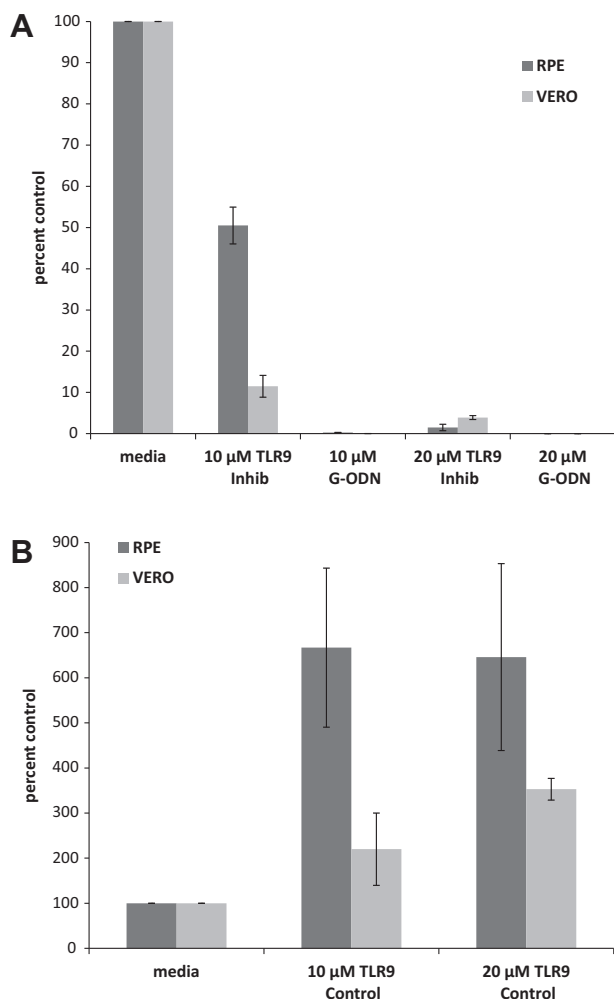 A
percent control
100
90
80
70
60
50
40
30
20
10
0
RPE
VERO
media
10 µM TLR9
Inhib
10 µM
G-ODN
20 µM TLR9
Inhib
20 µM
G-ODN
B
percent control
900
800
700
600
500
400
300
200
100
0
RPE
VERO
media
10 µM TLR9
Control
20 µM TLR9
Control